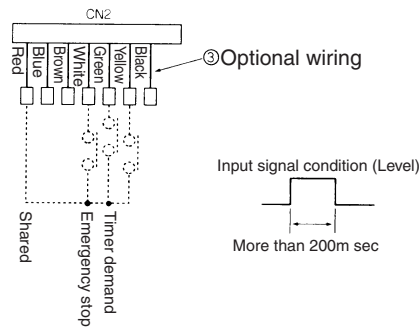 CN2
Red
Blue
Brown
White
Green
Yellow
Black
③Optional wiring
Input signal condition (Level)
More than 200m sec
Shared
Emergency stop
Timer demand